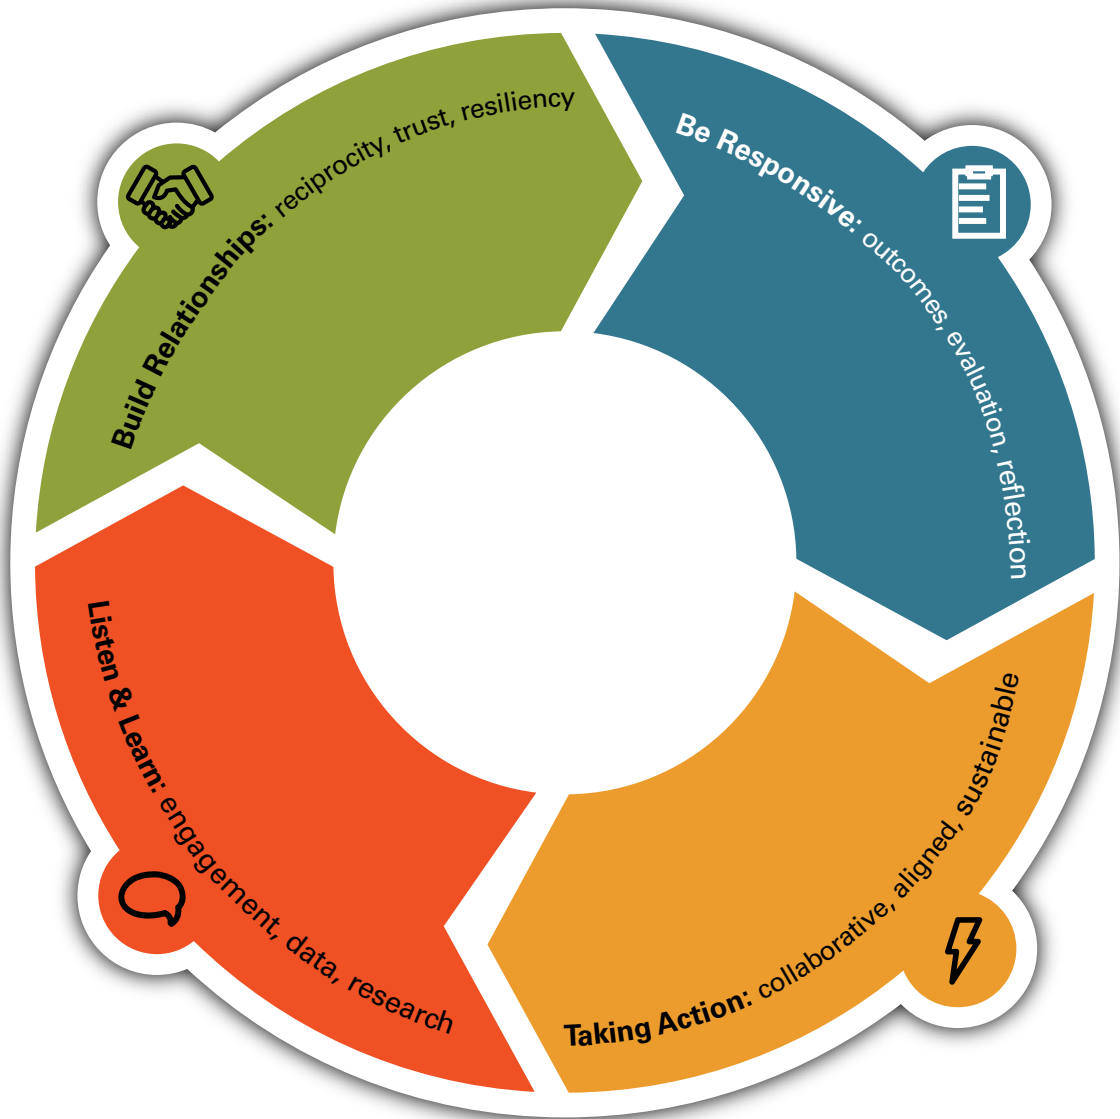 Build Relationships: reciprocity, trust, resiliency
Be Responsive: outcomes, evaluation, reflection
Taking Action: collaborative, aligned, sustainable
Listen & Learn: engagement, data, research